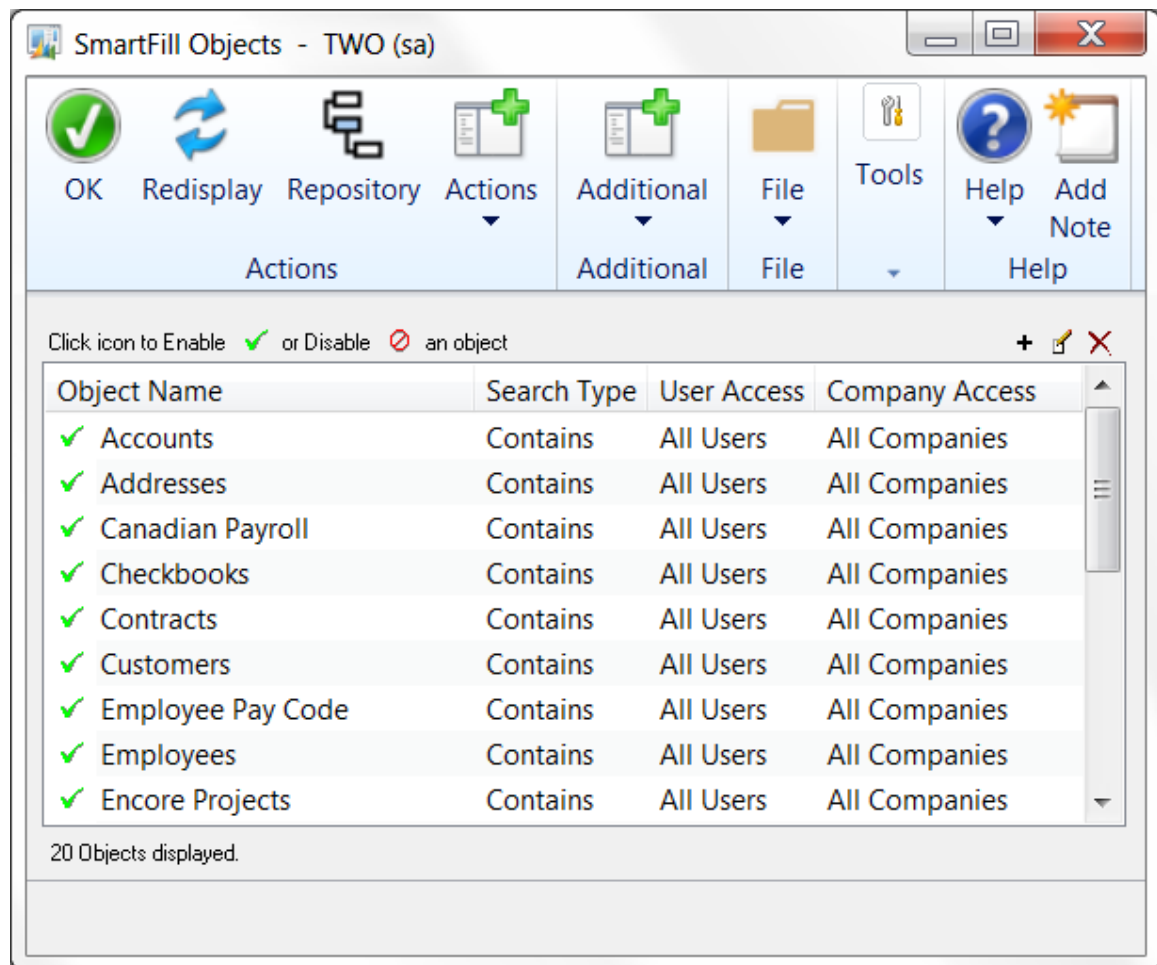 SmartFill Objects - TWO (sa)
OK Redisplay Repository Actions Additional File Tools Help Add Note
Actions Additional File Help
Click icon to Enable or Disable an object
Object Name Search Type User Access Company Access
Accounts Contains All Users All Companies
Addresses Contains All Users All Companies
Canadian Payroll Contains All Users All Companies
Checkbooks Contains All Users All Companies
Contracts Contains All Users All Companies
Customers Contains All Users All Companies
Employee Pay Code Contains All Users All Companies
Employees Contains All Users All Companies
Encore Projects Contains All Users All Companies
20 Objects displayed.